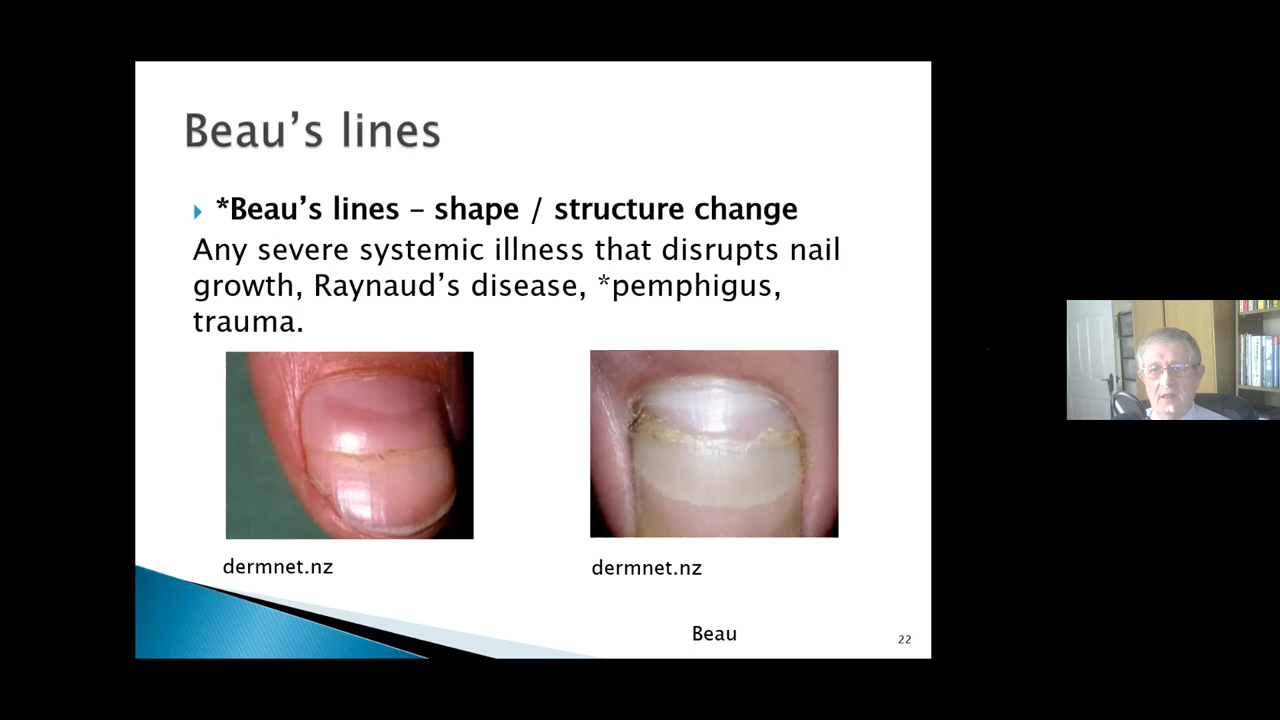 Beau's lines
*Beau's lines – shape / structure change
Any severe systemic illness that disrupts nail
growth, Raynaud's disease, *pemphigus,
trauma.
dermnet.nz
dermnet.nz
Beau
22